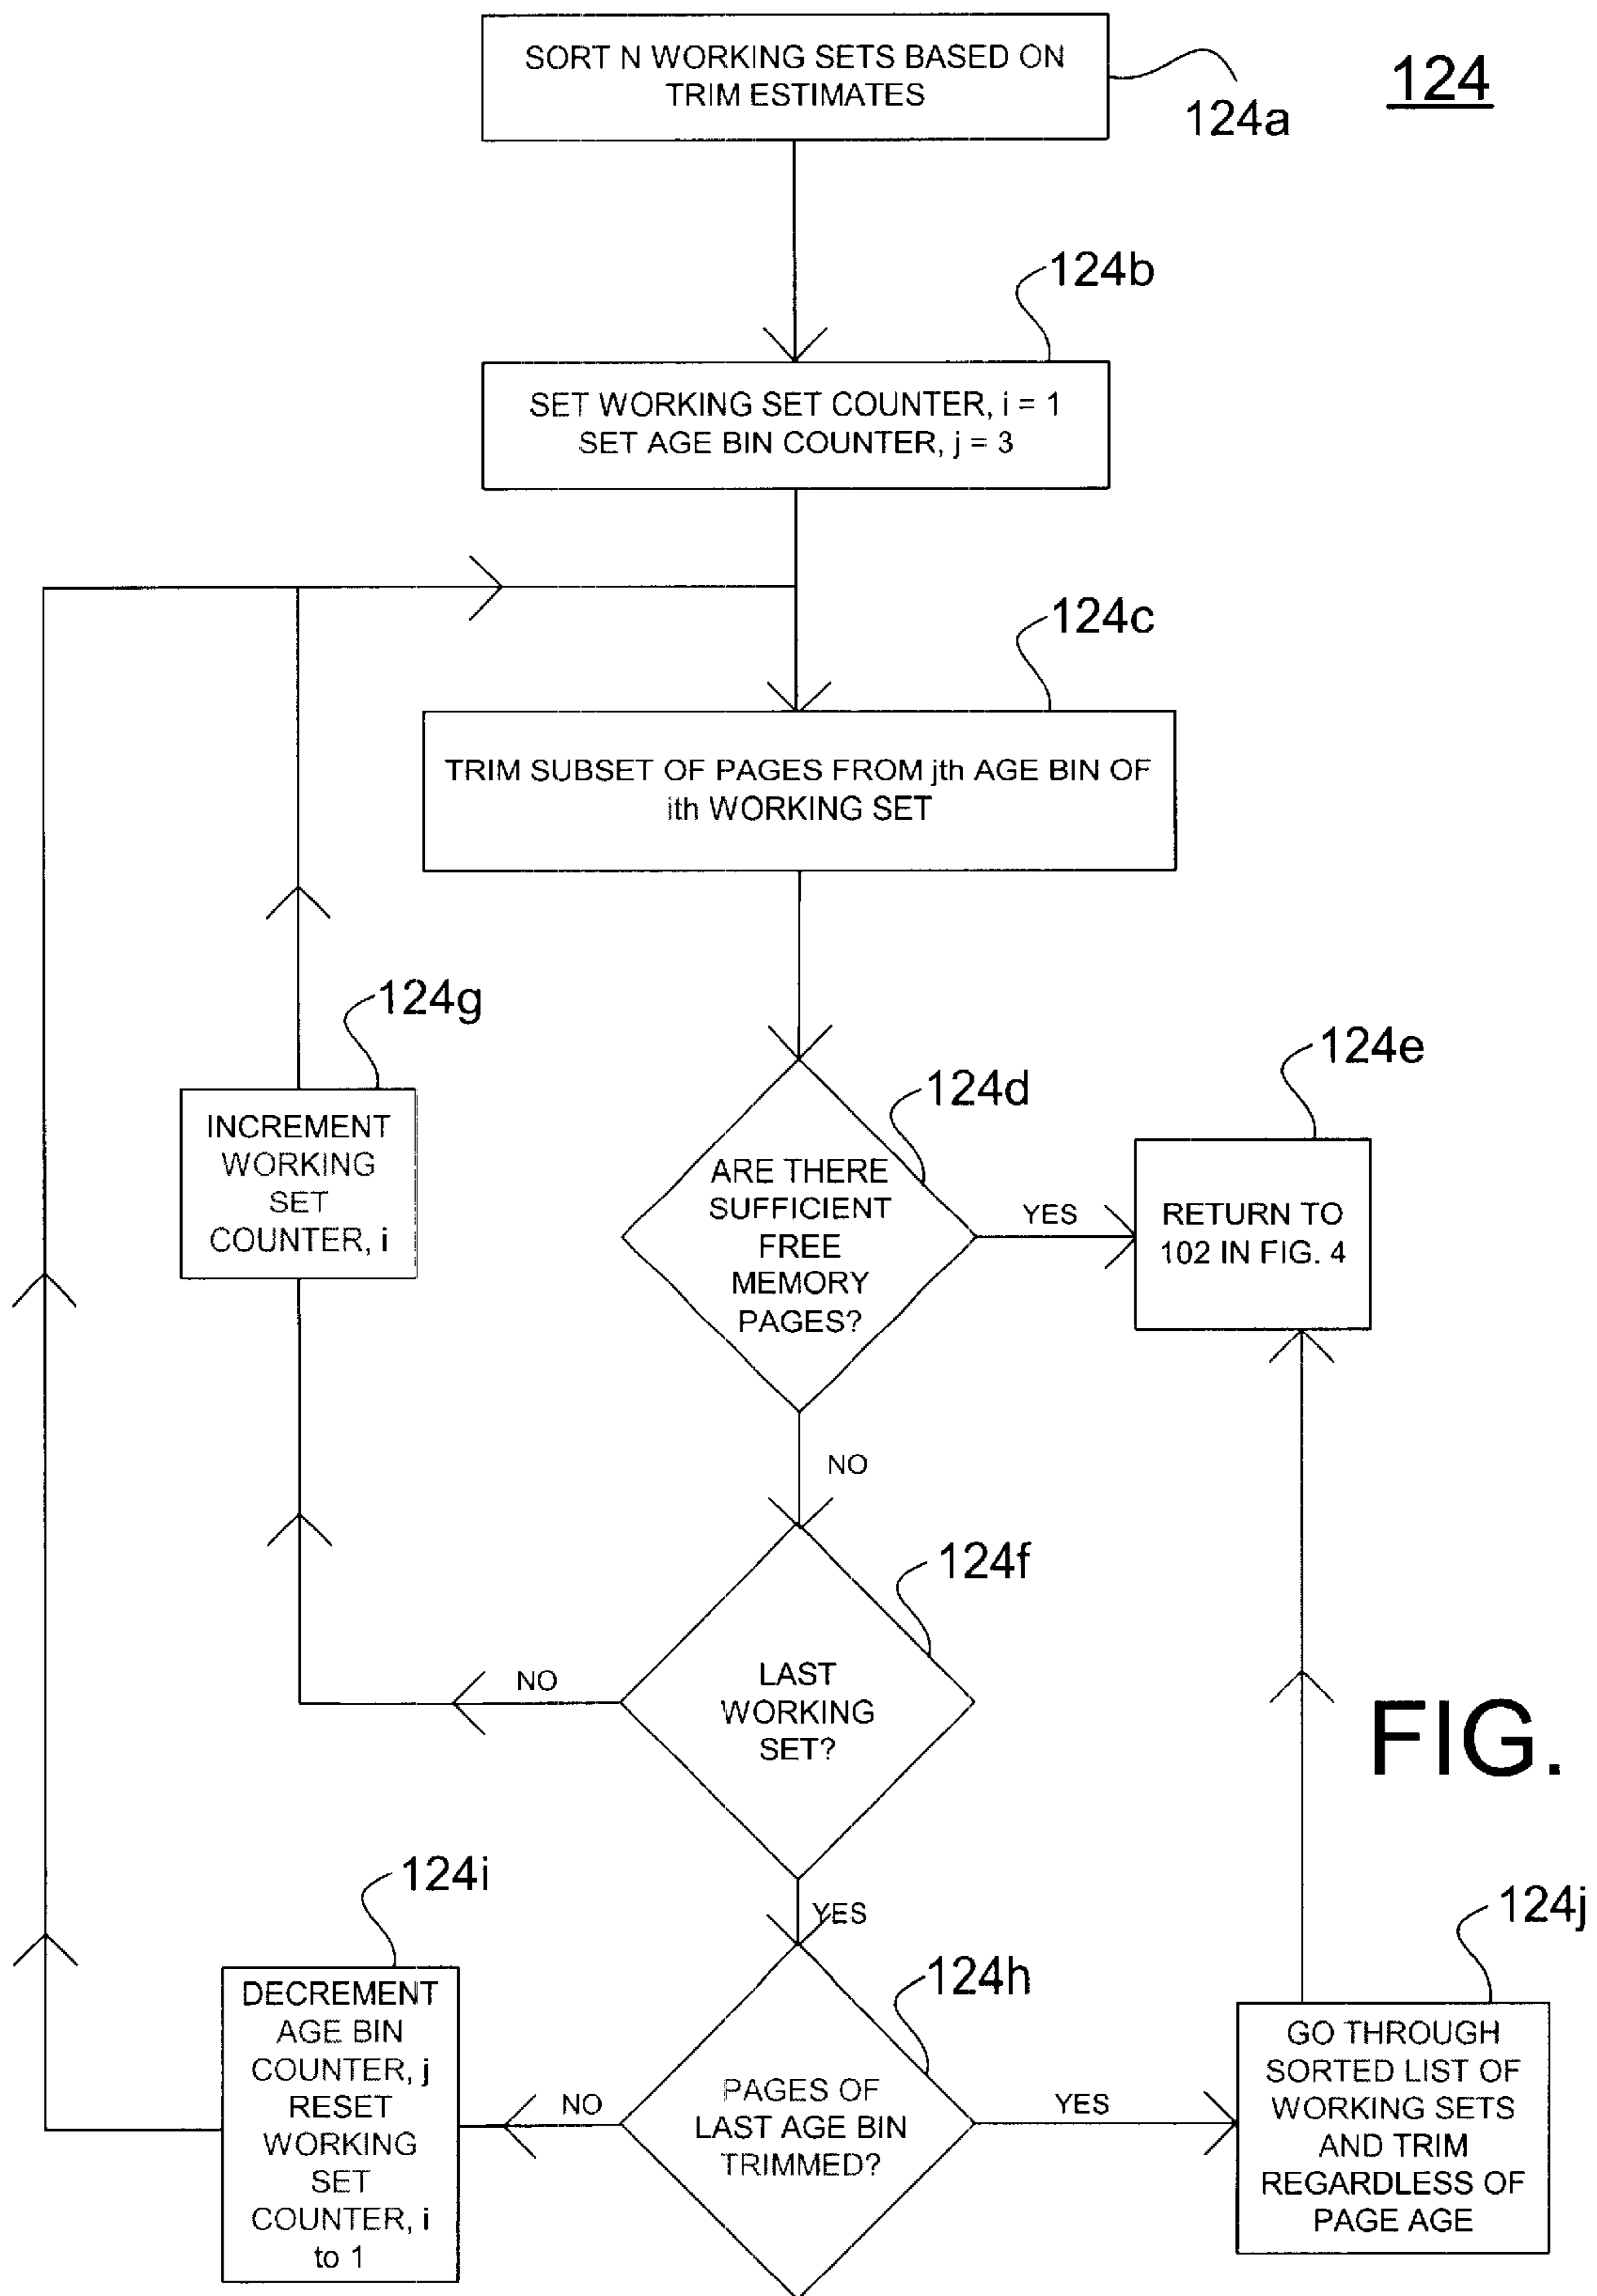 SORT N WORKING SETS BASED ON
TRIM ESTIMATES
124a
124
124b
SET WORKING SET COUNTER, i = 1
SET AGE BIN COUNTER, j = 3
124c
TRIM SUBSET OF PAGES FROM jth AGE BIN OF
ith WORKING SET
124g
INCREMENT
WORKING
SET
COUNTER, i
124d
ARE THERE
SUFFICIENT
FREE
MEMORY
PAGES?
YES
124e
RETURN TO
102 IN FIG. 4
NO
124f
LAST
WORKING
SET?
NO
FIG.
YES
124i
DECREMENT
AGE BIN
COUNTER, j
RESET
WORKING
SET
COUNTER, i
to 1
124h
PAGES OF
LAST AGE BIN
TRIMMED?
NO
YES
124j
GO THROUGH
SORTED LIST OF
WORKING SETS
AND TRIM
REGARDLESS OF
PAGE AGE